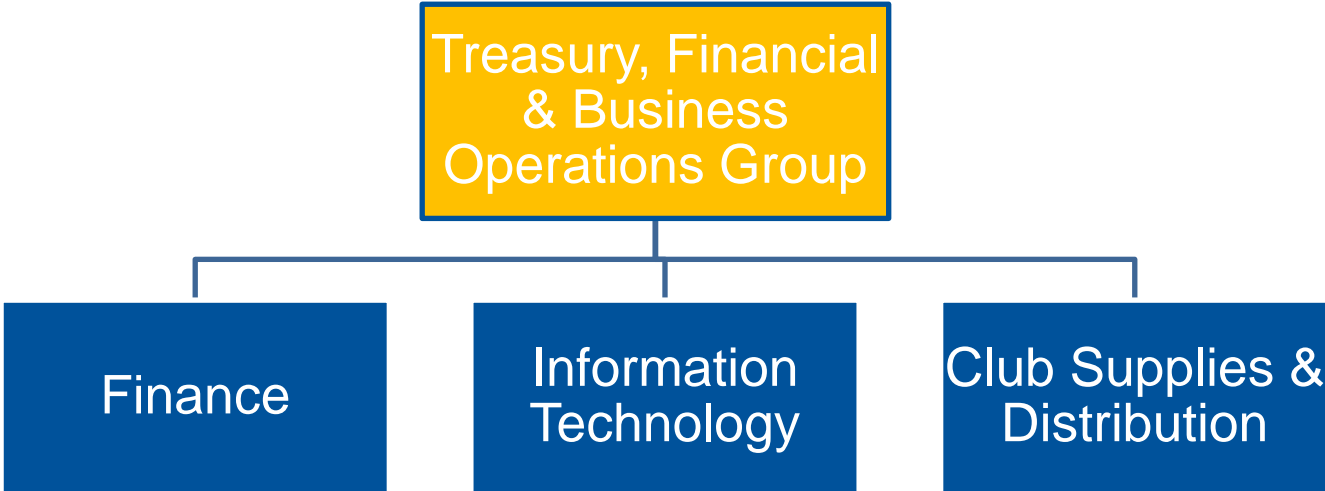 Treasury, Financial
& Business
Operations Group
Finance
Information
Technology
Club Supplies &
Distribution